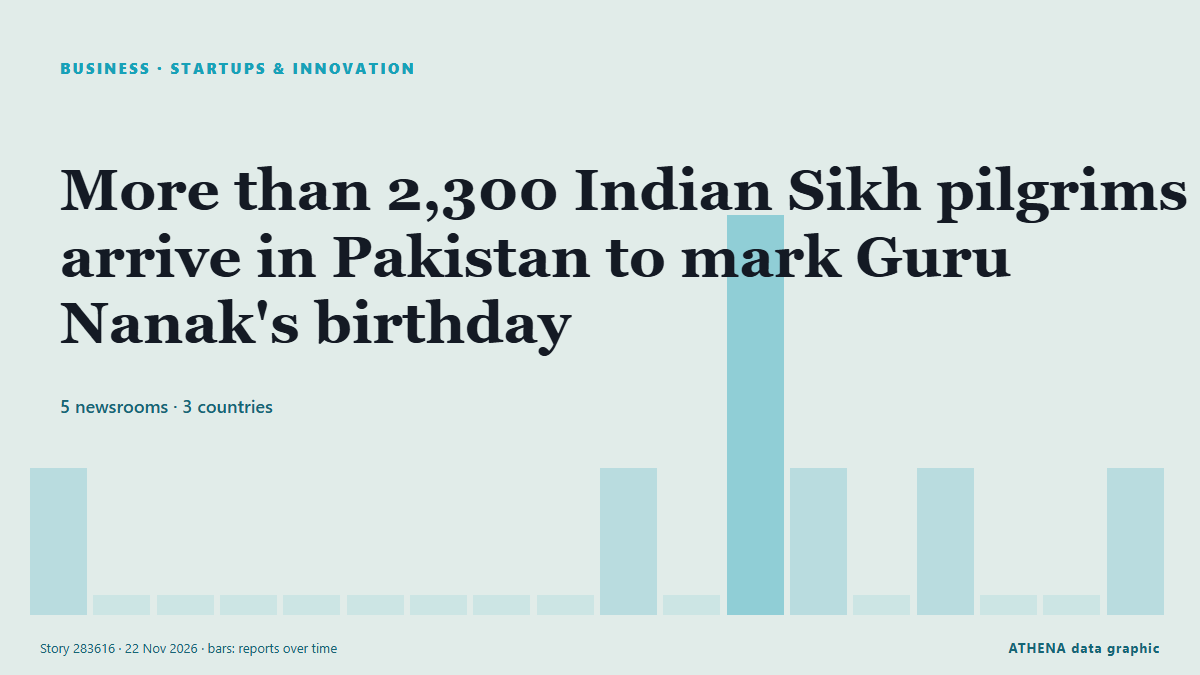 BUSINESS · STARTUPS & INNOVATION
More than 2,300 Indian Sikh pilgrims
arrive in Pakistan to mark Guru
Nanak's birthday
5 newsrooms · 3 countries
Story 283616 · 22 Nov 2026 · bars: reports over time
ATHENA data graphic